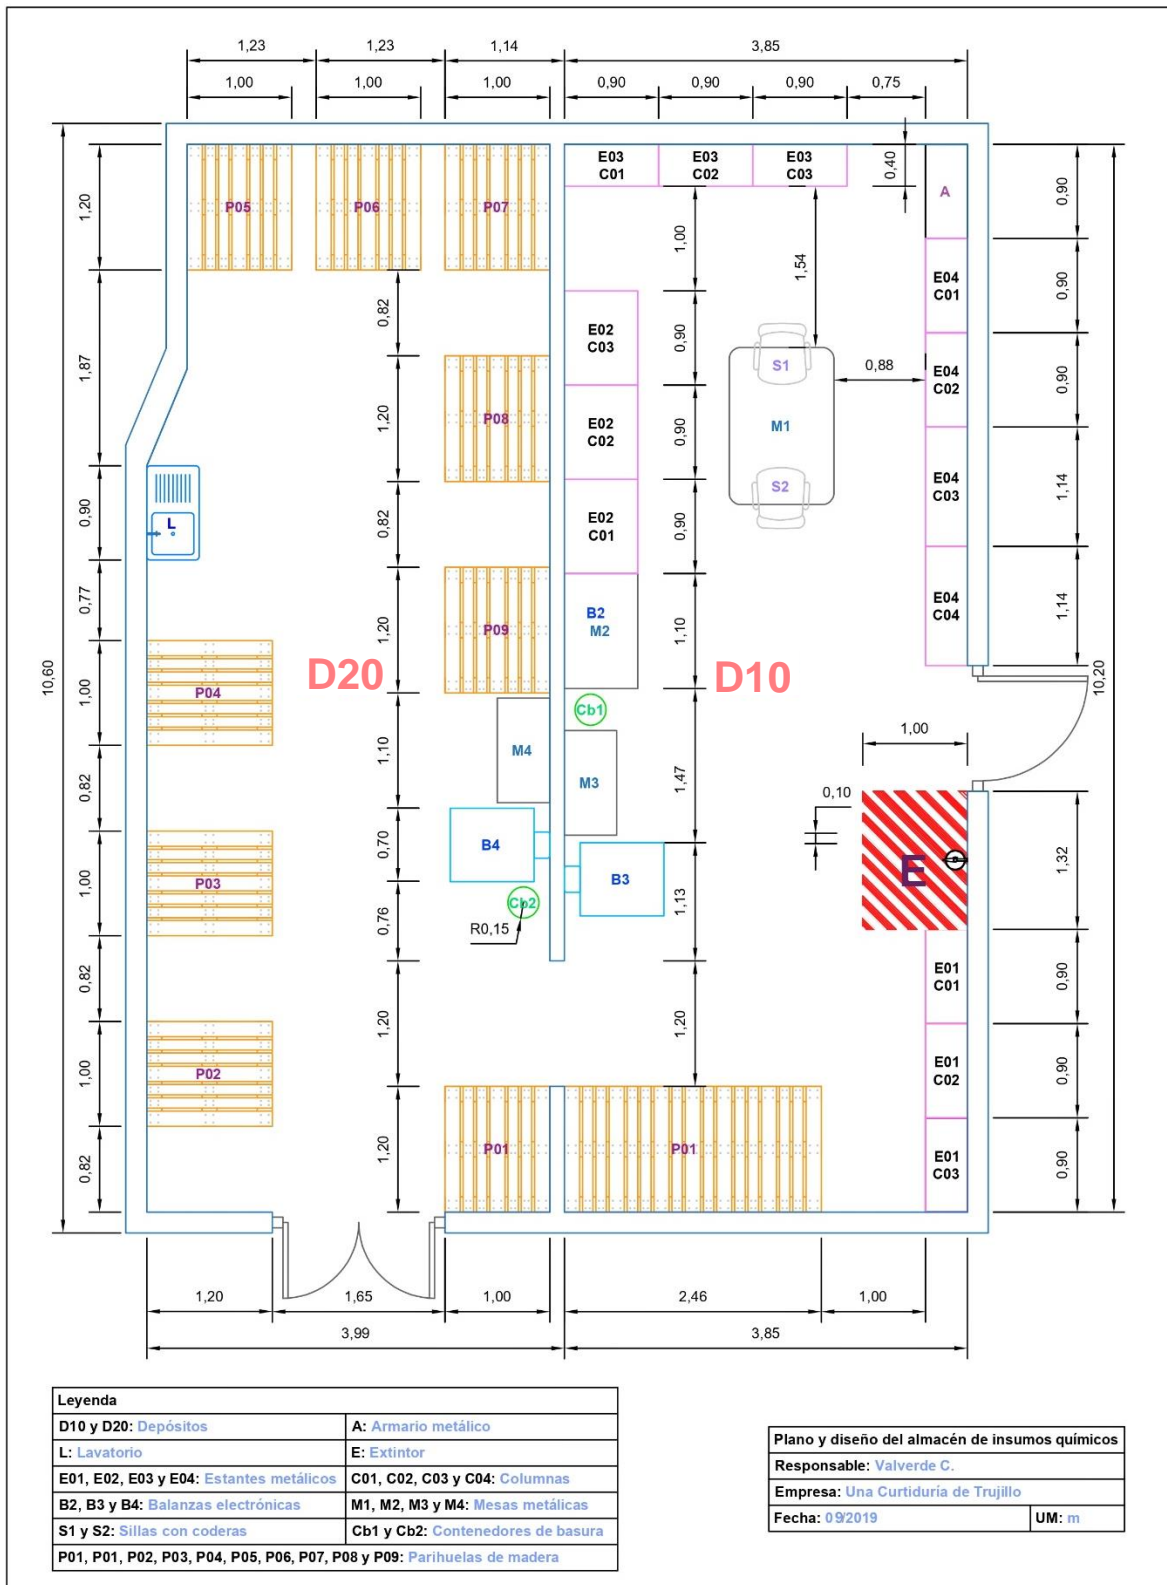 1,23 1,23 1,14 3,85
1,00 1,00 1,00 0,90 0,90 0,90 0,75
E03 C01
E03 C02
E03 C03
0,40
A
0,90
1,20
P05 P06 P07
1,00
1,54
E04 C01
0,90
0,82
1,87
E02 C03
0,90
S1
0,88
E04 C02
0,90
1,20
P08
E02 C02
0,90
M1
E04 C03
1,14
0,90
L
0,82
E02 C01
0,90
S2
0,77
1,20
P09
B2
M2
1,10
E04 C04
1,14
10,60
1,00
P04
D20
D10
10,20
Cb1
1,10
M4
M3
1,47
1,00
0,82
0,10
0,70
B4
B3
1,13
E
1,32
1,00
P03
0,76
Cb2
R0,15
E01 C01
0,90
0,82
1,20
1,20
E01 C02
0,90
1,00
P02
1,20
P01
P01
E01 C03
0,90
0,82
1,20 1,65 1,00 2,46 1,00
3,99 3,85
Leyenda
D10 y D20: Depósitos A: Armario metálico
L: Lavatorio E: Extintor
E01, E02, E03 y E04: Estantes metálicos C01, C02, C03 y C04: Columnas
B2, B3 y B4: Balanzas electrónicas M1, M2, M3 y M4: Mesas metálicas
S1 y S2: Sillas con coderas Cb1 y Cb2: Contenedores de basura
P01, P01, P02, P03, P04, P05, P06, P07, P08 y P09: Parihuelas de madera
Plano y diseño del almacén de insumos químicos
Responsable: Valverde C.
Empresa: Una Curtiduría de Trujillo
Fecha: 09/2019 UM: m